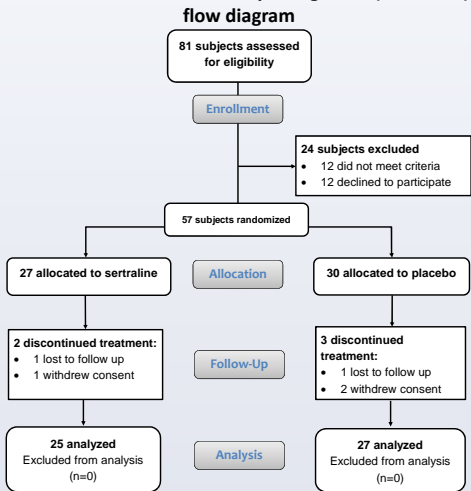 flow diagram
81 subjects assessed
for eligibility
Enrollment
24 subjects excluded
• 12 did not meet criteria
• 12 declined to participate
57 subjects randomized
27 allocated to sertraline
Allocation
30 allocated to placebo
2 discontinued treatment:
• 1 lost to follow up
• 1 withdrew consent
Follow-Up
3 discontinued
treatment:
• 1 lost to follow up
• 2 withdrew consent
25 analyzed
Excluded from analysis
(n=0)
Analysis
27 analyzed
Excluded from analysis
(n=0)